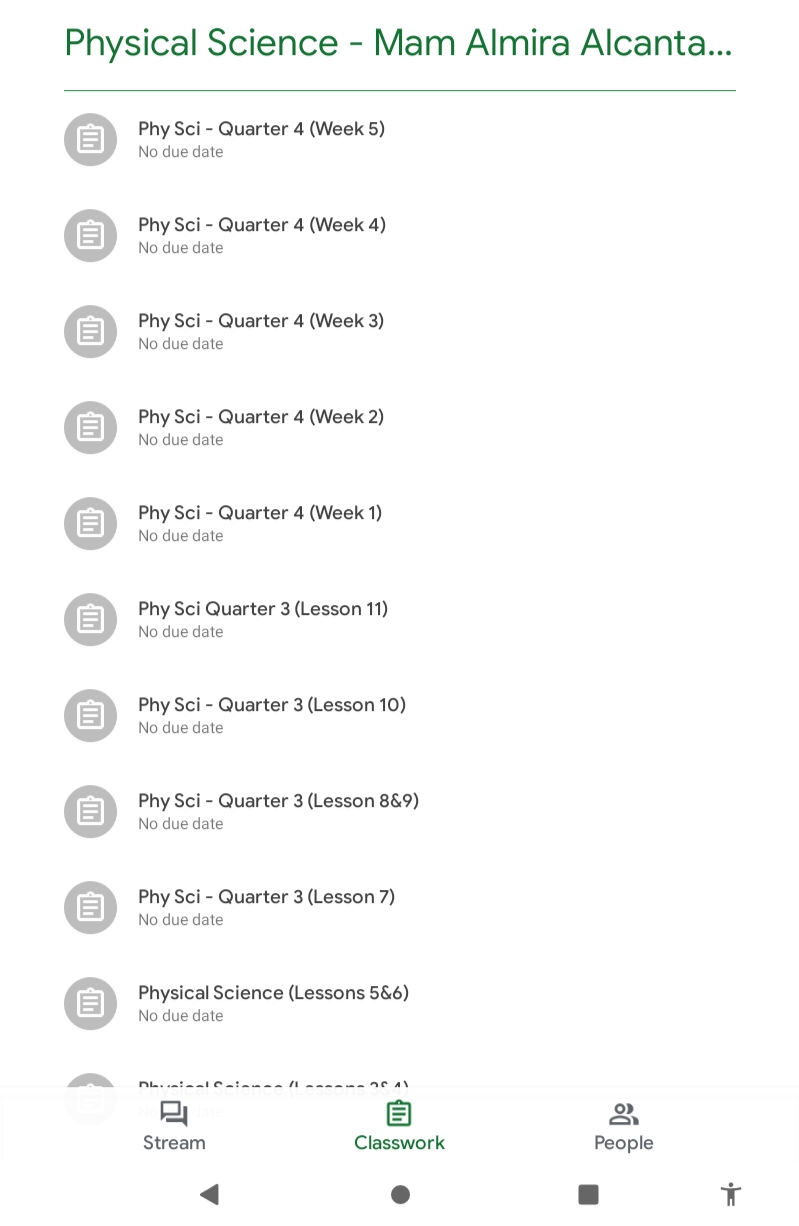 Physical Science - Mam Almira Alcanta...
Phy Sci - Quarter 4 (Week 5)
No due date
Phy Sci - Quarter 4 (Week 4)
No due date
Phy Sci - Quarter 4 (Week 3)
No due date
Phy Sci - Quarter 4 (Week 2)
No due date
Phy Sci - Quarter 4 (Week 1)
No due date
Phy Sci Quarter 3 (Lesson 11)
No due date
Phy Sci - Quarter 3 (Lesson 10)
No due date
Phy Sci - Quarter 3 (Lesson 8&9)
No due date
Phy Sci - Quarter 3 (Lesson 7)
No due date
Physical Science (Lessons 5&6)
No due date
Physical Science (Lessons 3&4)
Stream
Classwork
People